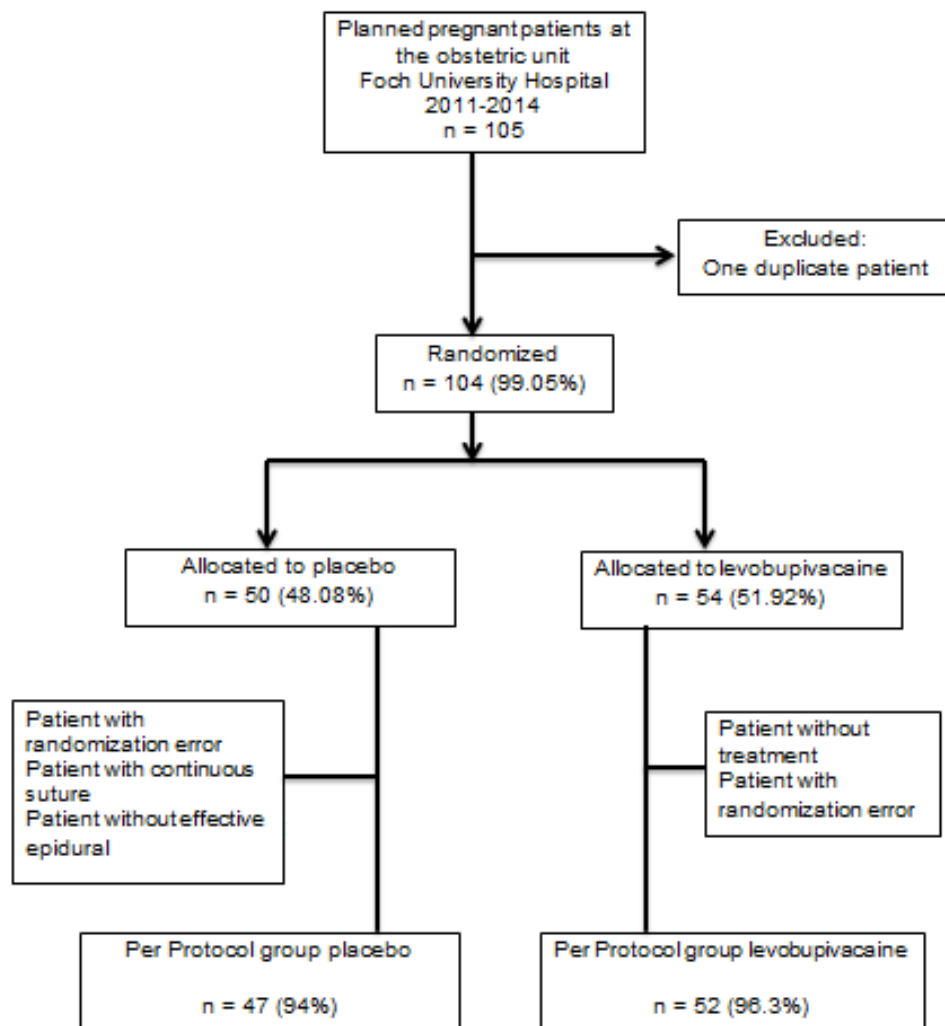 Planned pregnant patients at
the obstetric unit
Foch University Hospital
2011-2014
n = 105
Excluded:
One duplicate patient
Randomized
n = 104 (99.05%)
Allocated to placebo
n = 50 (48.08%)
Allocated to levobupivacaine
n = 54 (51.92%)
Patient with
randomization error
Patient with continuous
suture
Patient without effective
epidural
Patient without
treatment
Patient with
randomization error
Per Protocol group placebo
n = 47 (94%)
Per Protocol group levobupivacaine
n = 52 (96.3%)